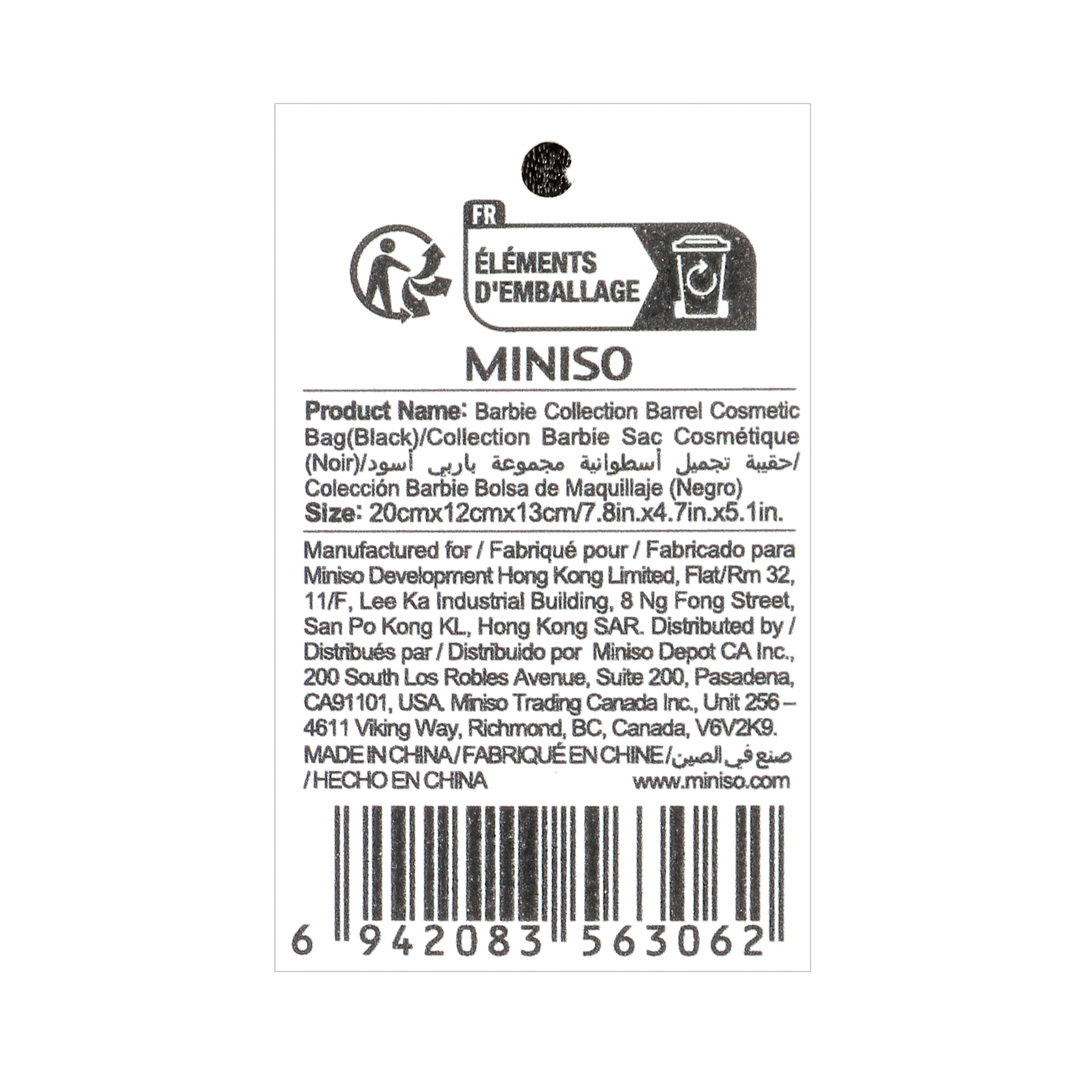 FR
ÉLÉMENTS
D'EMBALLAGE
MINISO
Product Name: Barbie Collection Barrel Cosmetic
Bag(Black)/Collection Barbie Sac Cosmétique
(Noir)/حقيبة تجميل أسطوانية مجموعة باربي أسود/
Colección Barbie Bolsa de Maquillaje (Negro)
Size: 20cmx12cmx13cm/7.8in.x4.7in.x5.1in.
Manufactured for / Fabriqué pour / Fabricado para
Miniso Development Hong Kong Limited, Flat/Rm 32,
11/F, Lee Ka Industrial Building, 8 Ng Fong Street,
San Po Kong KL, Hong Kong SAR. Distributed by /
Distribués par / Distribuido por Miniso Depot CA Inc.,
200 South Los Robles Avenue, Suite 200, Pasadena,
CA91101, USA. Miniso Trading Canada Inc., Unit 256 –
4611 Viking Way, Richmond, BC, Canada, V6V2K9.
MADE IN CHINA / FABRIQUÉ EN CHINE / صنع في الصين
/ HECHO EN CHINA www.miniso.com
6 942083 563062